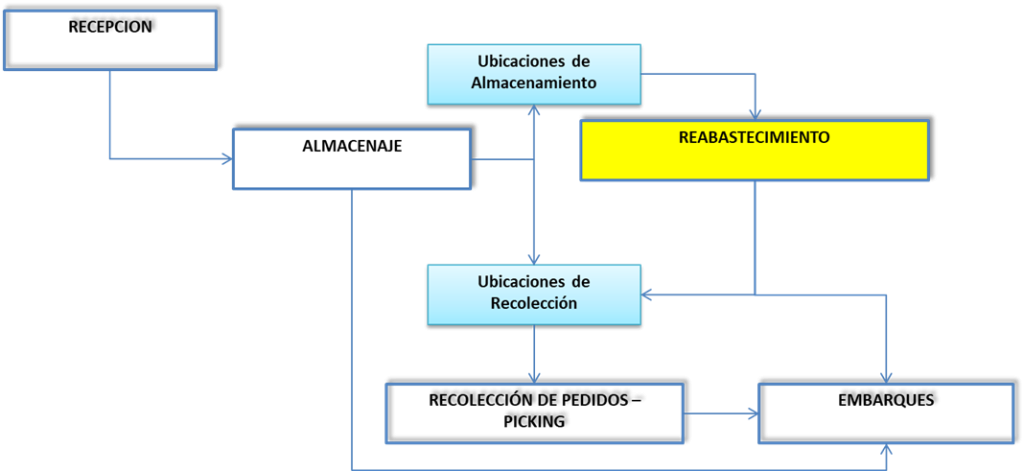 RECEPCION
Ubicaciones de
Almacenamiento
REABASTECIMIENTO
ALMACENAJE
Ubicaciones de
Recolección
RECOLECCIÓN DE PEDIDOS –
PICKING
EMBARQUES